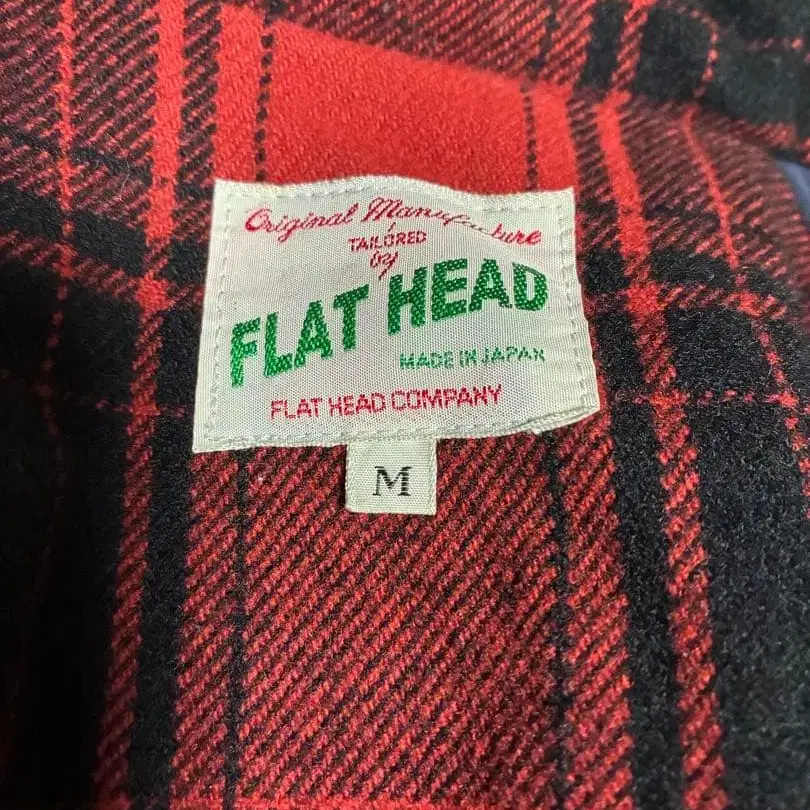 Original Manufacture
TAILORED
by
FLAT HEAD
MADE IN JAPAN
FLAT HEAD COMPANY
M